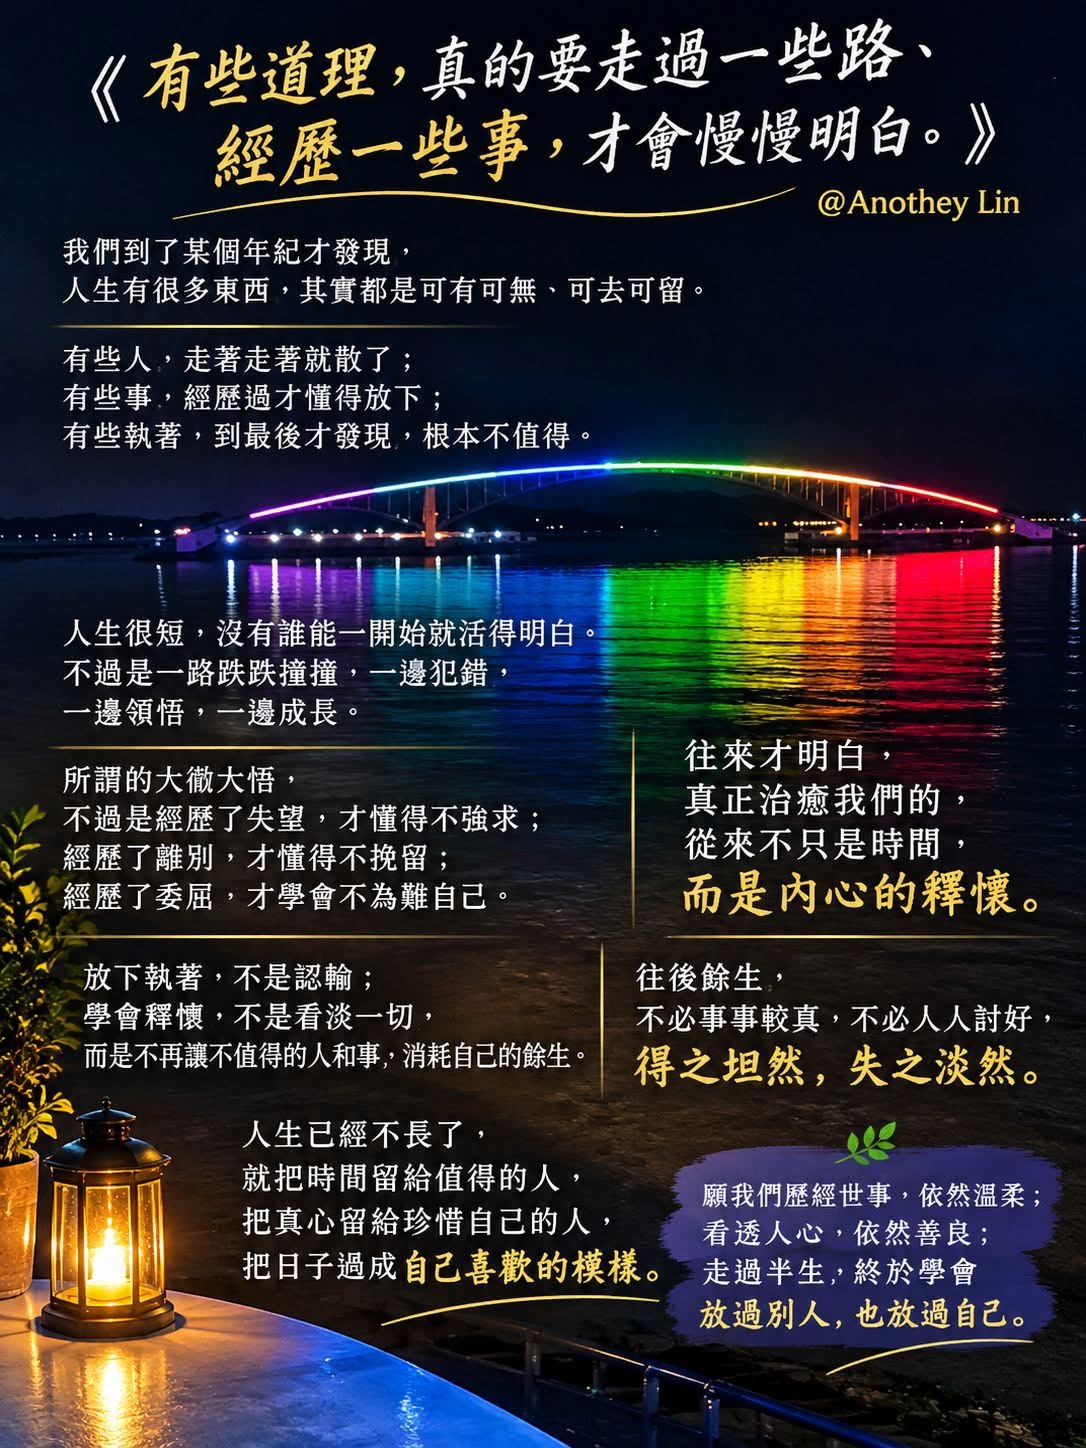 《有些道理，真的要走過一些路、
經歷一些事，才會慢慢明白。》
@Anothey Lin
我們到了某個年紀才發現，
人生有很多東西，其實都是可有可無、可去可留。
有些人，走著走著就散了；
有些事，經歷過才懂得放下；
有些執著，到最後才發現，根本不值得。
人生很短，沒有誰能一開始就活得明白。
不過是一路跌跌撞撞，一邊犯錯，
一邊領悟，一邊成長。
所謂的大徹大悟，
不過是經歷了失望，才懂得不強求；
經歷了離別，才懂得不挽留；
經歷了委屈，才學會不為難自己。
往來才明白，
真正治癒我們的，
從來不只是時間，
而是內心的釋懷。
放下執著，不是認輸；
學會釋懷，不是看淡一切，
而是不再讓不值得的人和事，消耗自己的餘生。
往後餘生，
不必事事較真，不必人人討好，
得之坦然，失之淡然。
人生已經不長了，
就把時間留給值得的人，
把真心留給珍惜自己的人，
把日子過成自己喜歡的模樣。
願我們歷經世事，依然溫柔；
看透人心，依然善良；
走過半生，終於學會
放過別人，也放過自己。